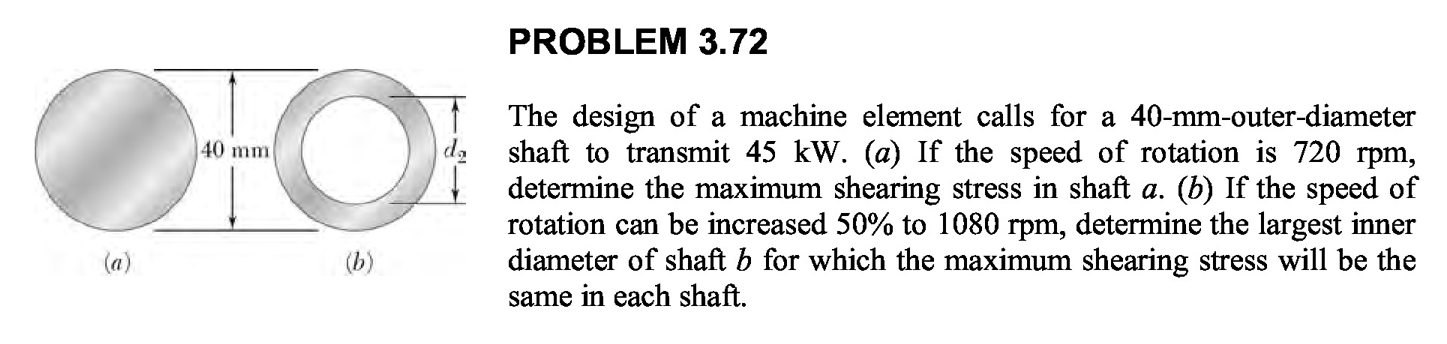 PROBLEM 3.72
40 mm
d₂
(a)
(b)
The design of a machine element calls for a 40-mm-outer-diameter
shaft to transmit 45 kW. (a) If the speed of rotation is 720 rpm,
determine the maximum shearing stress in shaft a. (b) If the speed of
rotation can be increased 50% to 1080 rpm, determine the largest inner
diameter of shaft b for which the maximum shearing stress will be the
same in each shaft.